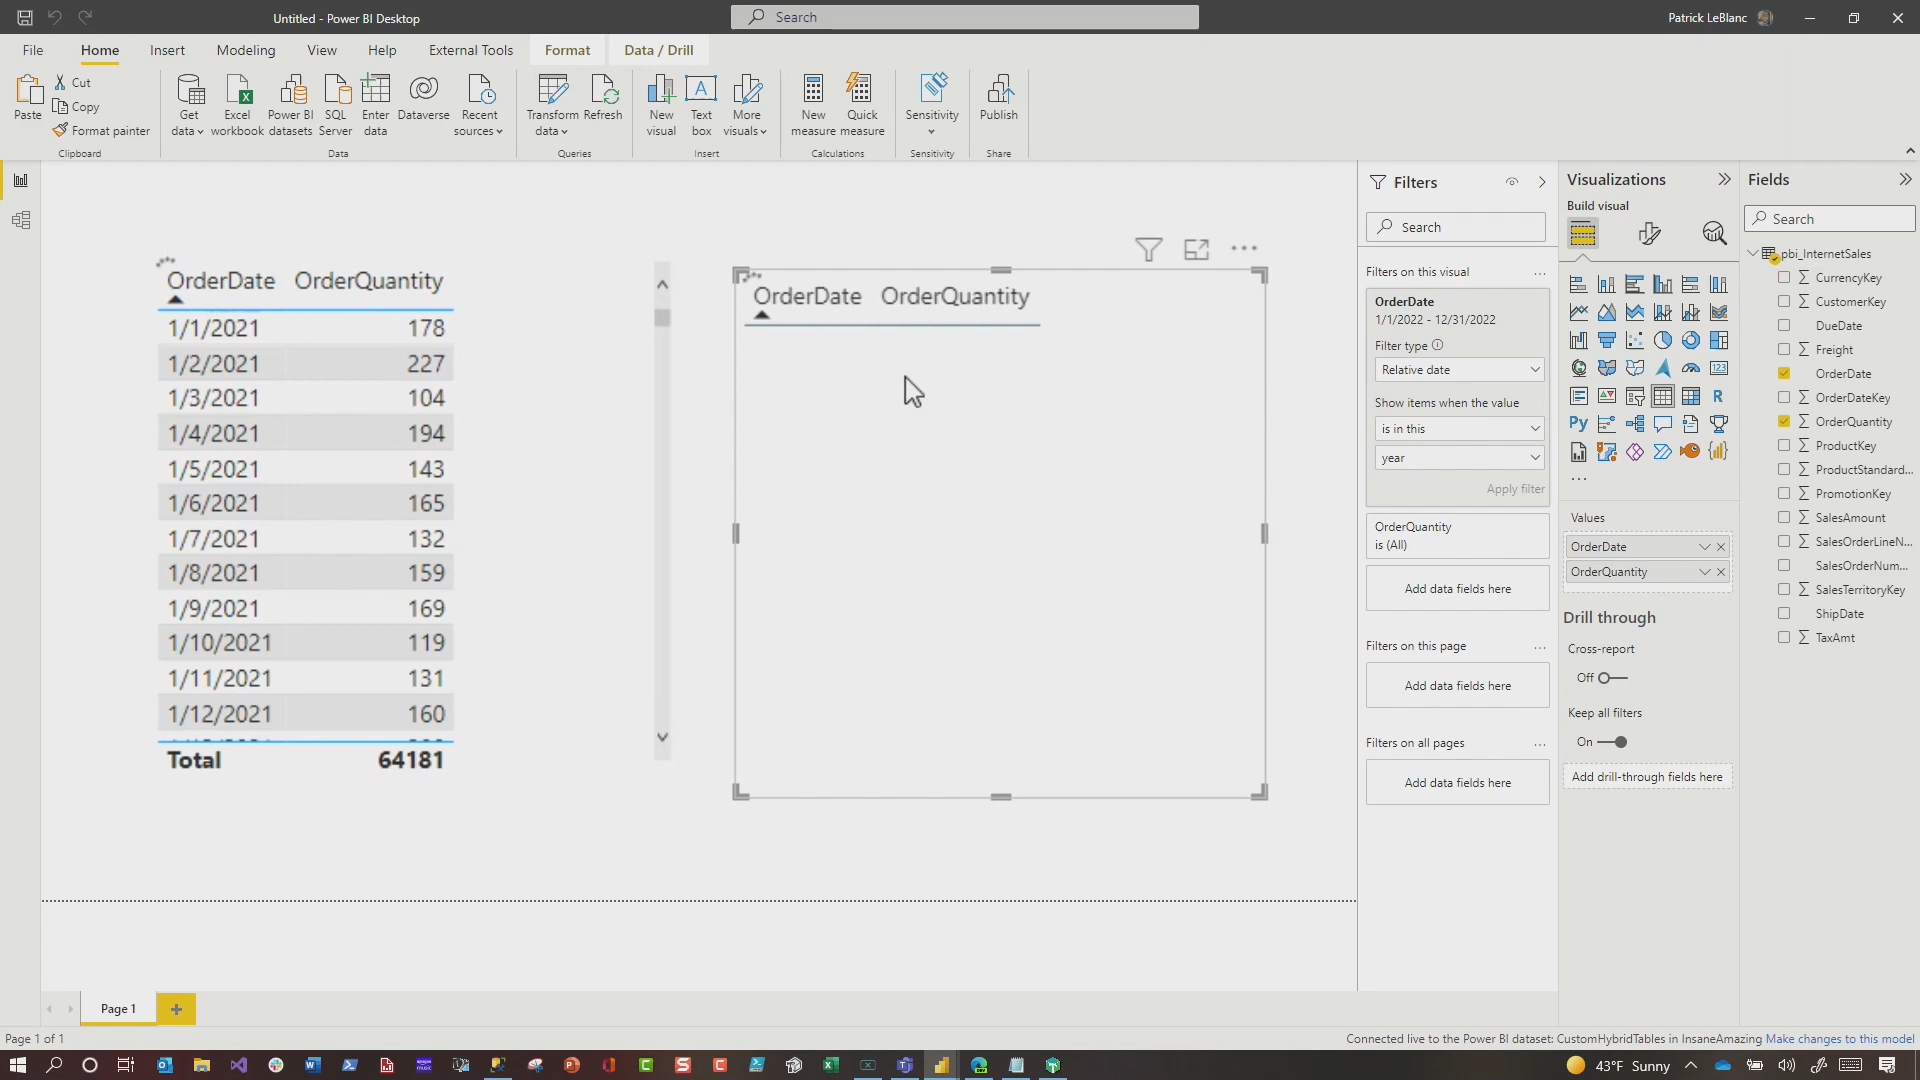 Untitled - Power BI Desktop
Search
Patrick LeBlanc
File
Home
Insert
Modeling
View
Help
External Tools
Format
Data / Drill
Paste
Cut
Copy
Format painter
Clipboard
Get data
Excel workbook
Power BI datasets
SQL Server
Enter data
Dataverse
Recent sources
Data
Transform data
Refresh
Queries
New visual
Text box
More visuals
Insert
New measure
Quick measure
Calculations
Sensitivity
Sensitivity
Publish
Share
OrderDate OrderQuantity
1/1/2021 178
1/2/2021 227
1/3/2021 104
1/4/2021 194
1/5/2021 143
1/6/2021 165
1/7/2021 132
1/8/2021 159
1/9/2021 169
1/10/2021 119
1/11/2021 131
1/12/2021 160
Total 64181
OrderDate OrderQuantity
Filters
Search
Filters on this visual
OrderDate
1/1/2022 - 12/31/2022
Filter type
Relative date
Show items when the value
is in this
year
Apply filter
OrderQuantity
is (All)
Add data fields here
Filters on this page
Add data fields here
Filters on all pages
Add data fields here
Visualizations
Build visual
123
R
Py
Values
OrderDate
OrderQuantity
Drill through
Cross-report
Off
Keep all filters
On
Add drill-through fields here
Fields
Search
pbi_InternetSales
CurrencyKey
CustomerKey
DueDate
Freight
OrderDate
OrderDateKey
OrderQuantity
ProductKey
ProductStandard...
PromotionKey
SalesAmount
SalesOrderLineN...
SalesOrderNum...
SalesTerritoryKey
ShipDate
TaxAmt
Page 1
Page 1 of 1
Connected live to the Power BI dataset: CustomHybridTables in InsaneAmazing Make changes to this model
43°F Sunny